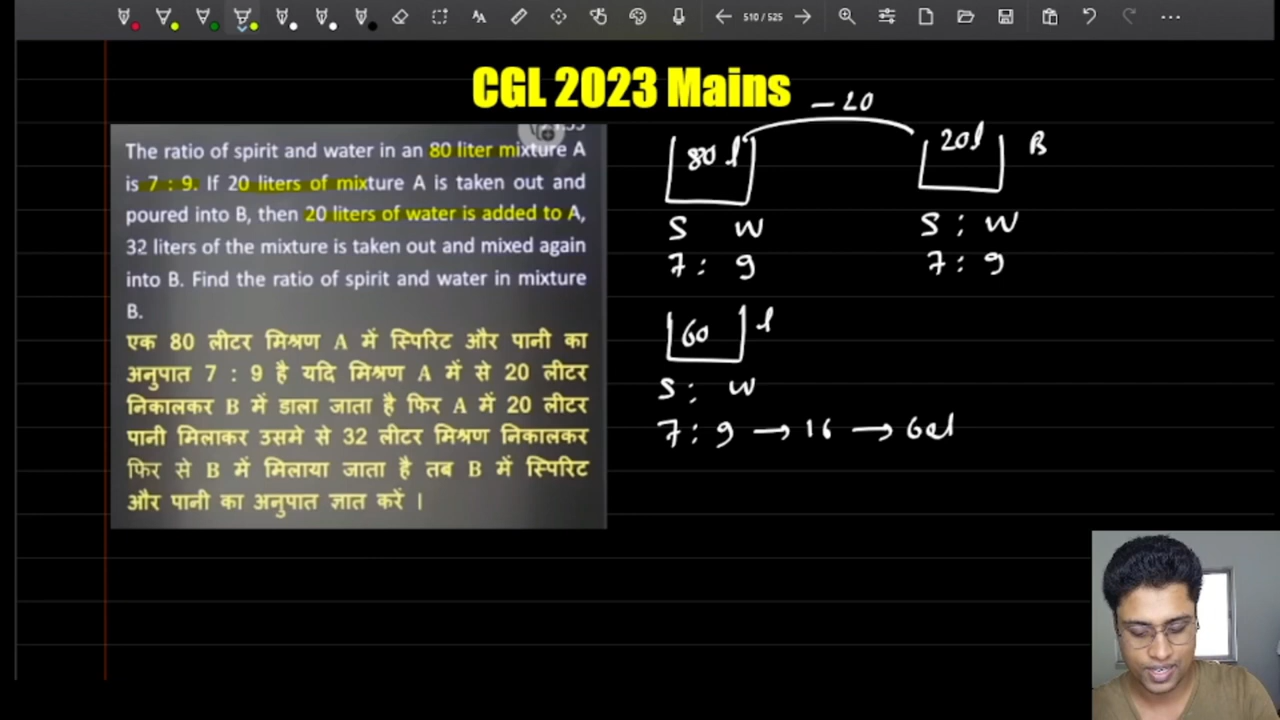 510 / 525
CGL 2023 Mains
The ratio of spirit and water in an 80 liter mixture A
is 7 : 9. If 20 liters of mixture A is taken out and
poured into B, then 20 liters of water is added to A,
32 liters of the mixture is taken out and mixed again
into B. Find the ratio of spirit and water in mixture
B.
एक 80 लीटर मिश्रण A में स्पिरिट और पानी का
अनुपात 7 : 9 है यदि मिश्रण A में से 20 लीटर
निकालकर B में डाला जाता है फिर A में 20 लीटर
पानी मिलाकर उसमे से 32 लीटर मिश्रण निकालकर
फिर से B में मिलाया जाता है तब B में स्पिरिट
और पानी का अनुपात ज्ञात करें ।
– 20
80 l 20l B
S W S : W
7 : 9 7 : 9
60 l
S : W
7 : 9 → 16 → 60l